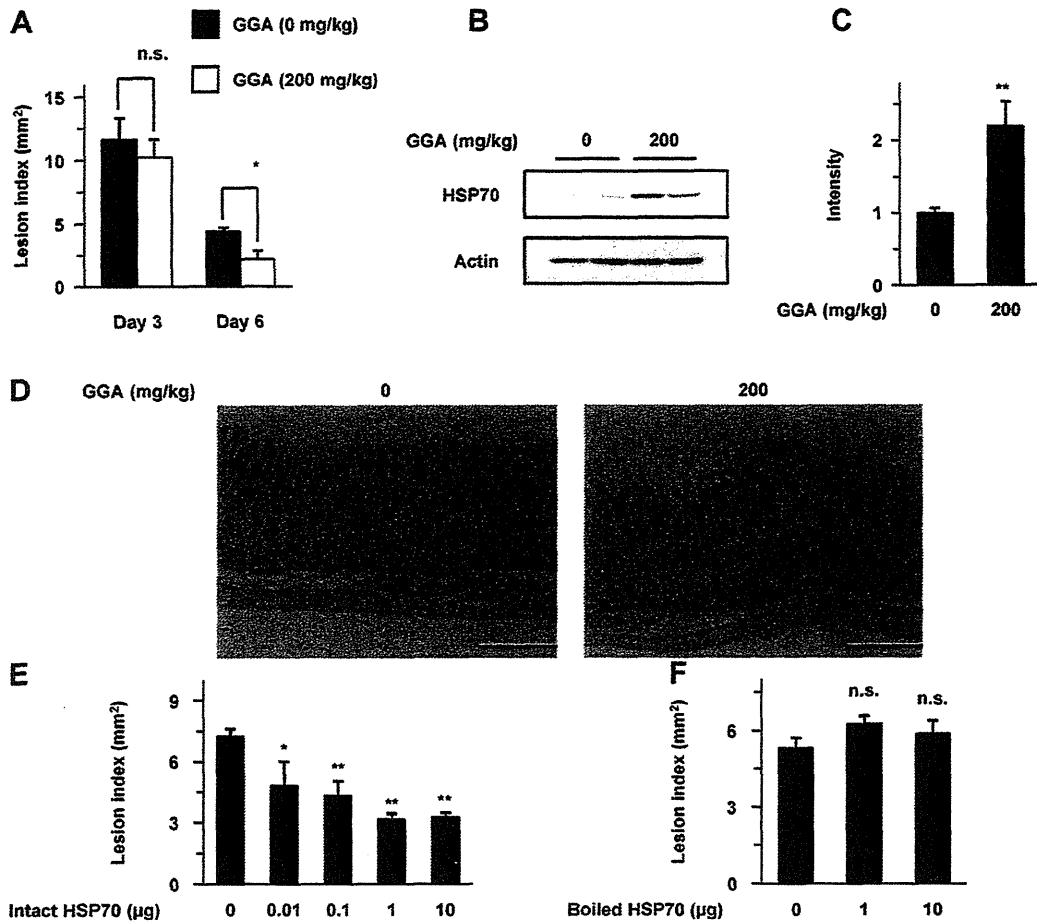 A
GGA (0 mg/kg)
GGA (200 mg/kg)
n.s.
*
Lesion index (mm²)
15
10
5
0
Day 3
Day 6
B
GGA (mg/kg)
0
200
HSP70
Actin
C
**
Intensity
2
1
0
GGA (mg/kg)
0
200
D
GGA (mg/kg)
0
200
E
Lesion index (mm²)
9
6
3
0
*
**
**
**
Intact HSP70 (μg)
0
0.01
0.1
1
10
F
Lesion index (mm²)
6
3
0
n.s.
n.s.
Boiled HSP70 (μg)
0
1
10